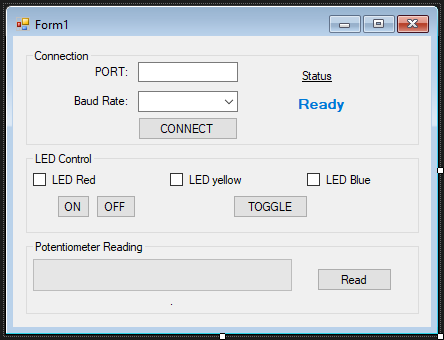 Form1
Connection
PORT:
Status
Baud Rate:
Ready
CONNECT
LED Control
LED Red
LED yellow
LED Blue
ON
OFF
TOGGLE
Potentiometer Reading
Read
.